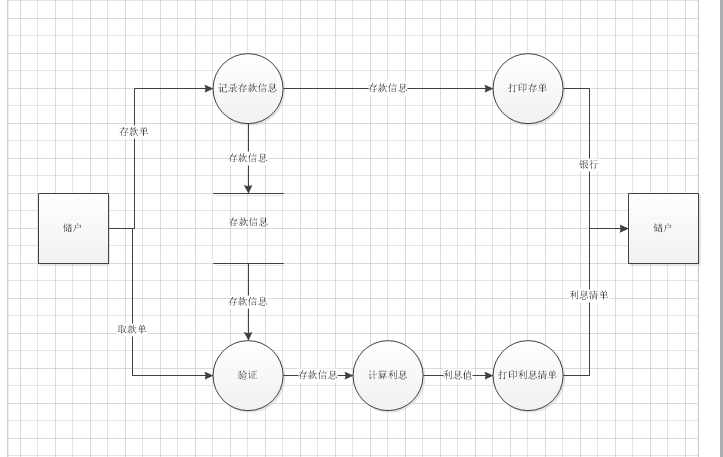 记录存款信息
存款信息
打印存单
存款单
存款信息
银行
储户
存款信息
储户
存款信息
利息清单
取款单
验证
存款信息
计算利息
利息值
打印利息清单